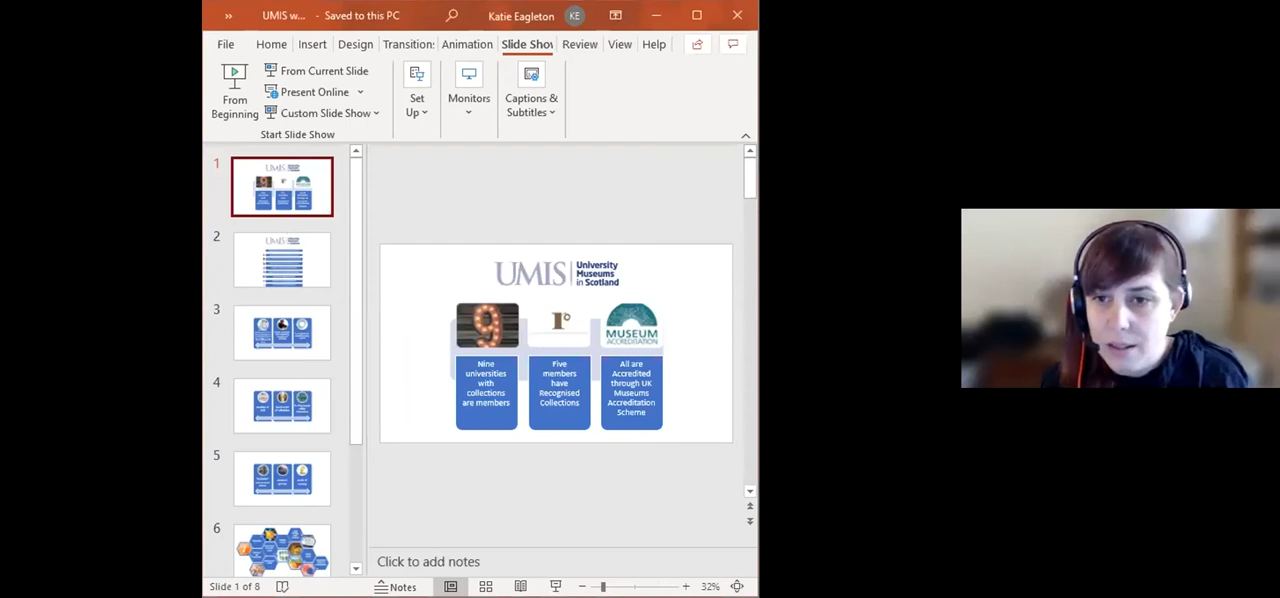 »
UMIS w... - Saved to this PC
Katie Eagleton
KE
File Home Insert Design Transition: Animation Slide Shov Review View Help
From Beginning
From Current Slide
Present Online
Custom Slide Show
Start Slide Show
Set Up
Monitors
Captions & Subtitles
1
UMIS
2
UMIS
3
4
5
6
UMIS University
Museums
in Scotland
9
r°
MUSEUM
ACCREDITATION
Nine
universities
with
collections
are members
Five
members
have
Recognised
Collections
All are
Accredited
through UK
Museums
Accreditation
Scheme
Click to add notes
Slide 1 of 8
Notes
32%